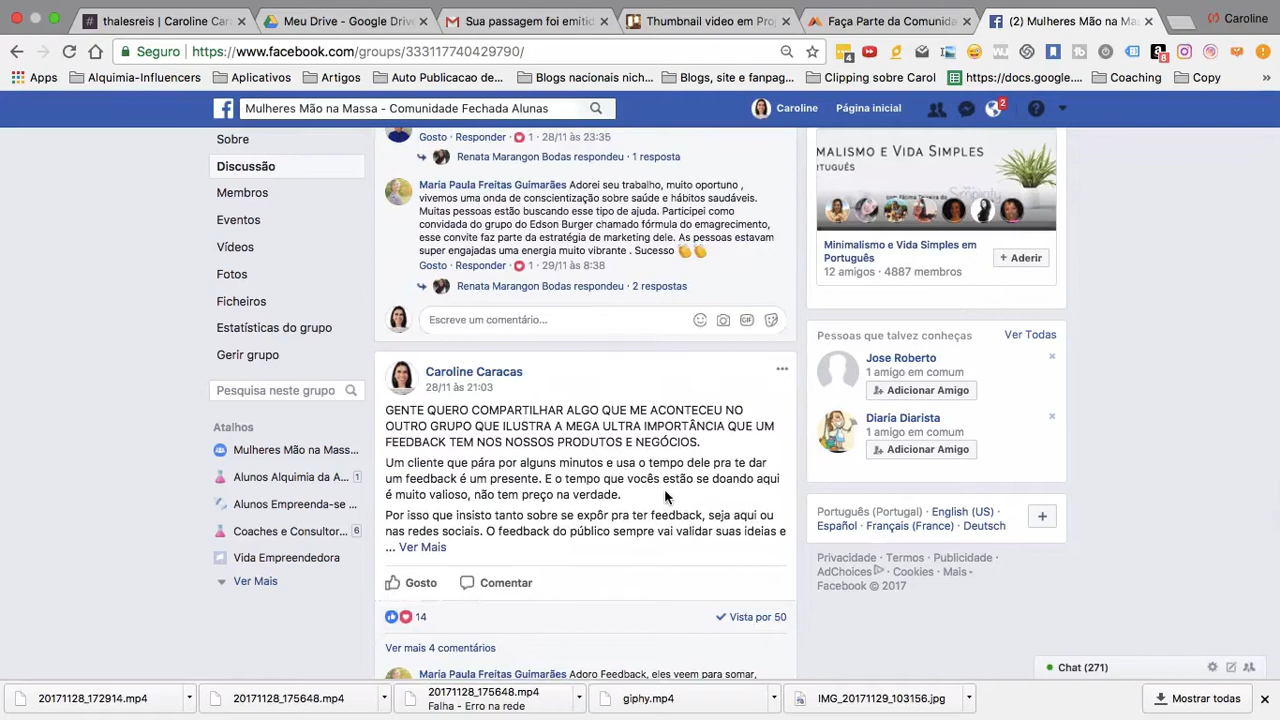 thalesreis | Caroline Carac
Meu Drive - Google Drive
Sua passagem foi emitid
Thumbnail video em Proj
Faça Parte da Comunida
(2) Mulheres Mão na Mas
Caroline
Seguro
https://www.facebook.com/groups/333117740429790/
Apps
Alquimia-Influencers
Aplicativos
Artigos
Auto Publicacao de...
Blogs nacionais nich...
Blogs, site e fanpag...
Clipping sobre Carol
https://docs.google....
Coaching
Copy
Mulheres Mão na Massa - Comunidade Fechada Alunas
Caroline
Página inicial
2
Sobre
Discussão
Membros
Eventos
Vídeos
Fotos
Ficheiros
Estatísticas do grupo
Gerir grupo
Pesquisa neste grupo
Atalhos
Mulheres Mão na Mass...
Alunos Alquimia da A... 1
Alunos Empreenda-se ...
Coaches e Consultor... 6
Vida Empreendedora
Ver Mais
Gosto · Responder · 1 · 28/11 às 23:35
Renata Marangon Bodas respondeu · 1 resposta
Maria Paula Freitas Guimarães Adorei seu trabalho, muito oportuno ,
vivemos uma onda de conscientização sobre saúde e hábitos saudáveis.
Muitas pessoas estão buscando esse tipo de ajuda. Participei como
convidada do grupo do Edson Burger chamado fórmula do emagrecimento,
esse convite faz parte da estratégia de marketing dele. As pessoas estavam
super engajadas uma energia muito vibrante . Sucesso 👏👏
Gosto · Responder · 1 · 29/11 às 8:38
Renata Marangon Bodas respondeu · 2 respostas
Escreve um comentário...
Caroline Caracas
28/11 às 21:03
GENTE QUERO COMPARTILHAR ALGO QUE ME ACONTECEU NO
OUTRO GRUPO QUE ILUSTRA A MEGA ULTRA IMPORTÂNCIA QUE UM
FEEDBACK TEM NOS NOSSOS PRODUTOS E NEGÓCIOS.
Um cliente que pára por alguns minutos e usa o tempo dele pra te dar
um feedback é um presente. E o tempo que vocês estão se doando aqui
é muito valioso, não tem preço na verdade.
Por isso que insisto tanto sobre se expôr pra ter feedback, seja aqui ou
nas redes sociais. O feedback do público sempre vai validar suas ideias e
... Ver Mais
Gosto
Comentar
14
Vista por 50
Ver mais 4 comentários
Maria Paula Freitas Guimarães Adoro Feedback, eles veem para somar,
MALISMO E VIDA SIMPLES
Minimalismo e Vida Simples em
Português
12 amigos · 4887 membros
+ Aderir
Pessoas que talvez conheças
Ver Todas
Jose Roberto
1 amigo em comum
Adicionar Amigo
Diaria Diarista
1 amigo em comum
Adicionar Amigo
Português (Portugal) · English (US) ·
Español · Français (France) · Deutsch
Privacidade · Termos · Publicidade ·
AdChoices · Cookies · Mais
Facebook © 2017
Chat (271)
20171128_172914.mp4
20171128_175648.mp4
20171128_175648.mp4
Falha - Erro na rede
giphy.mp4
IMG_20171129_103156.jpg
Mostrar todas